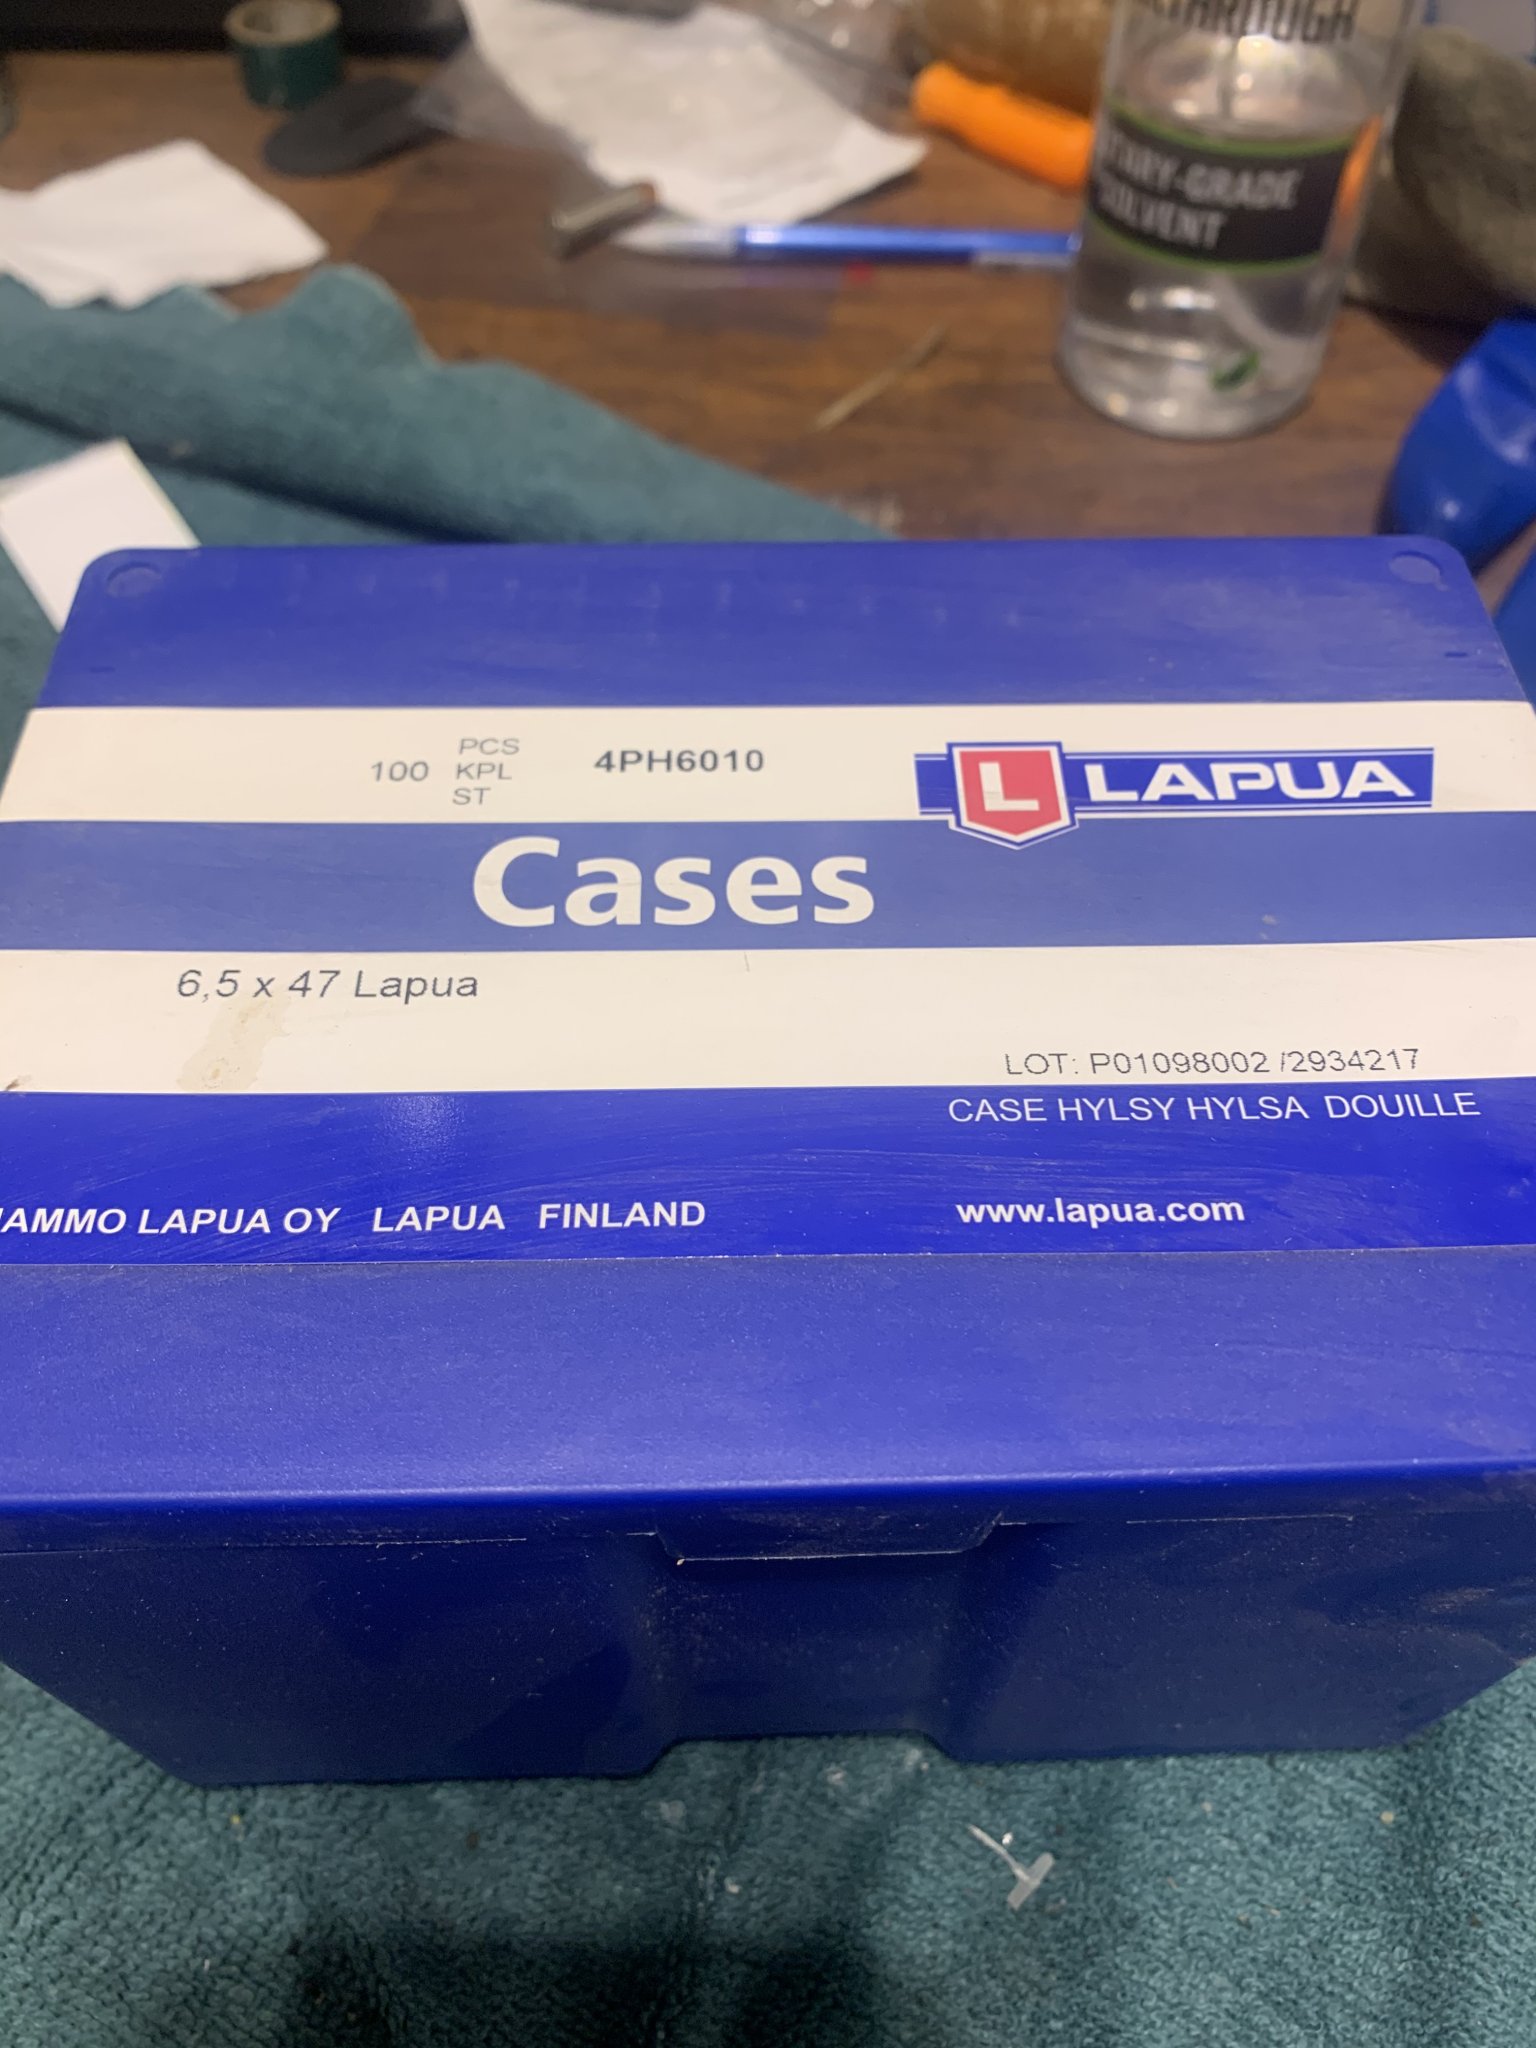 -GRADE
SOLVENT
100 PCS
KPL
ST
4PH6010
L LAPUA
Cases
6,5 x 47 Lapua
LOT: P01098002 /2934217
CASE HYLSY HYLSA DOUILLE
AMMO LAPUA OY LAPUA FINLAND
www.lapua.com